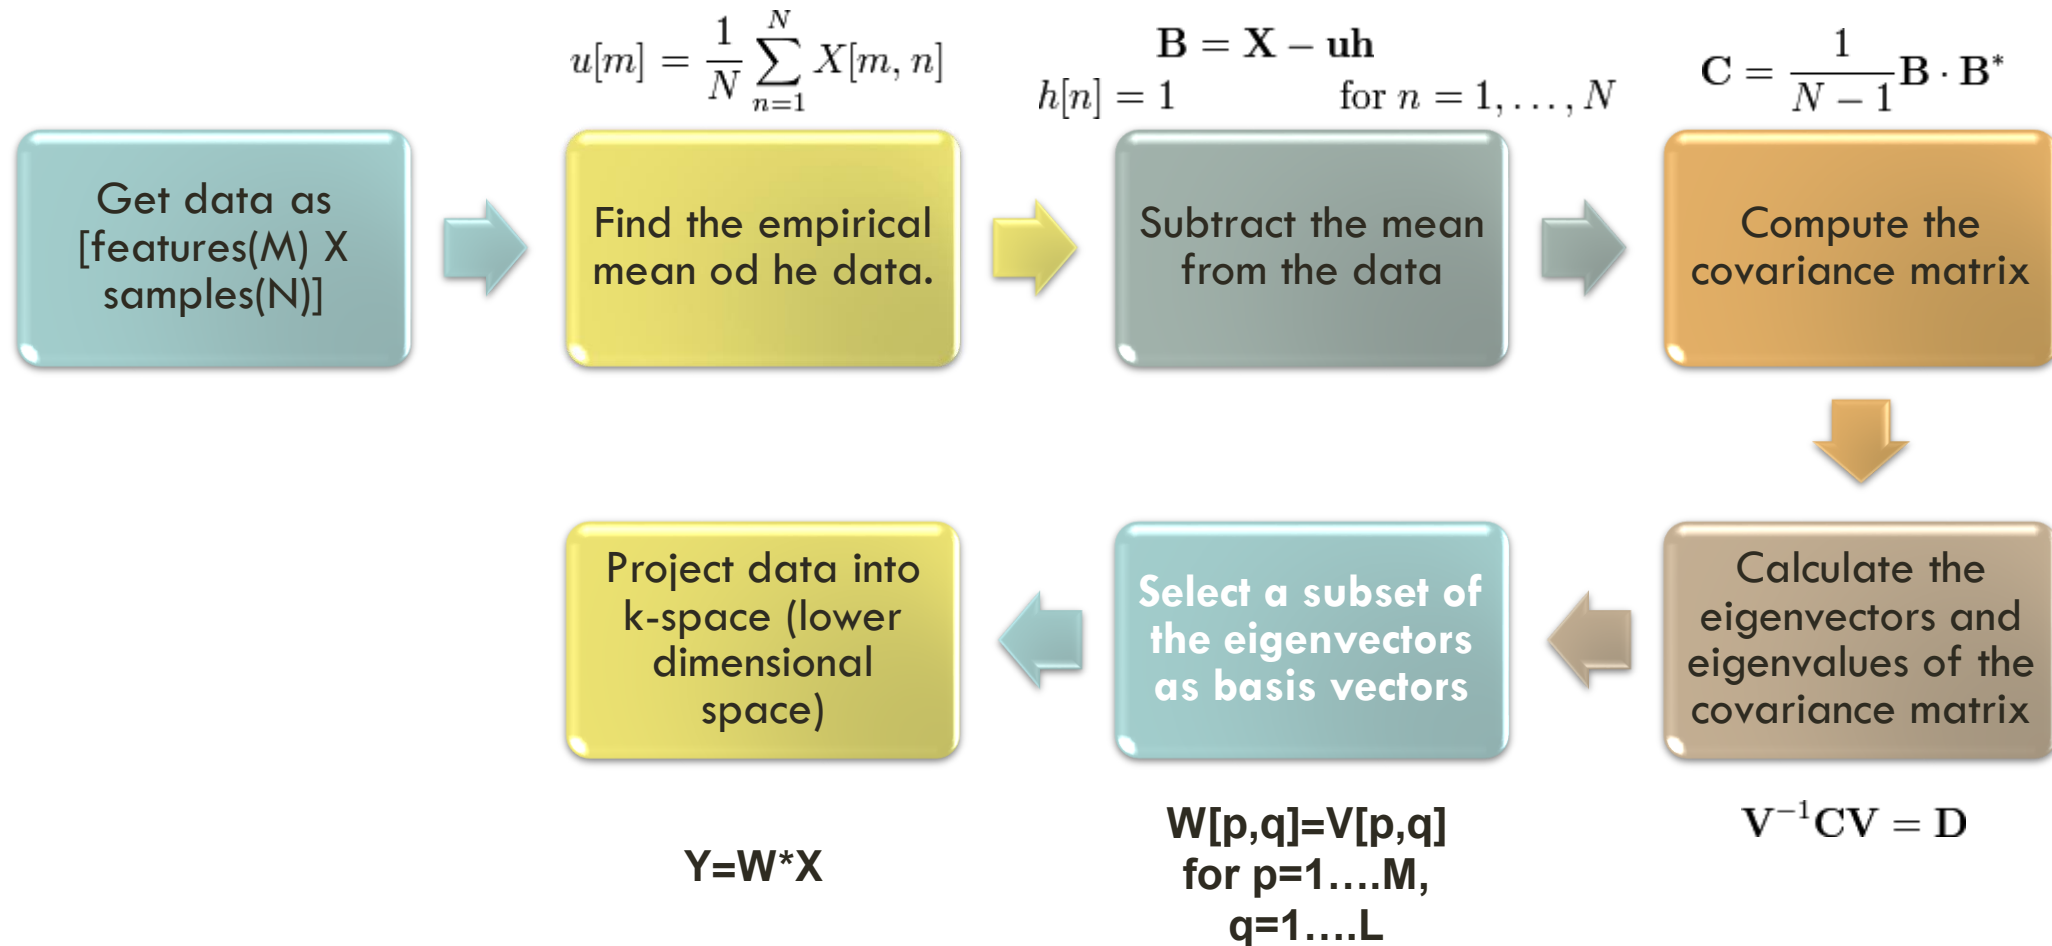 u[m] = \frac{1}{N} \sum_{n=1}^{N} X[m, n]
B = X − uh
h[n] = 1 for n = 1, . . . , N
C = \frac{1}{N − 1} B · B*
Get data as
[features(M) X
samples(N)]
Find the empirical
mean od he data.
Subtract the mean
from the data
Compute the
covariance matrix
Calculate the
eigenvectors and
eigenvalues of the
covariance matrix
V⁻¹CV = D
Select a subset of
the eigenvectors
as basis vectors
W[p,q]=V[p,q]
for p=1....M,
q=1....L
Project data into
k-space (lower
dimensional
space)
Y=W*X